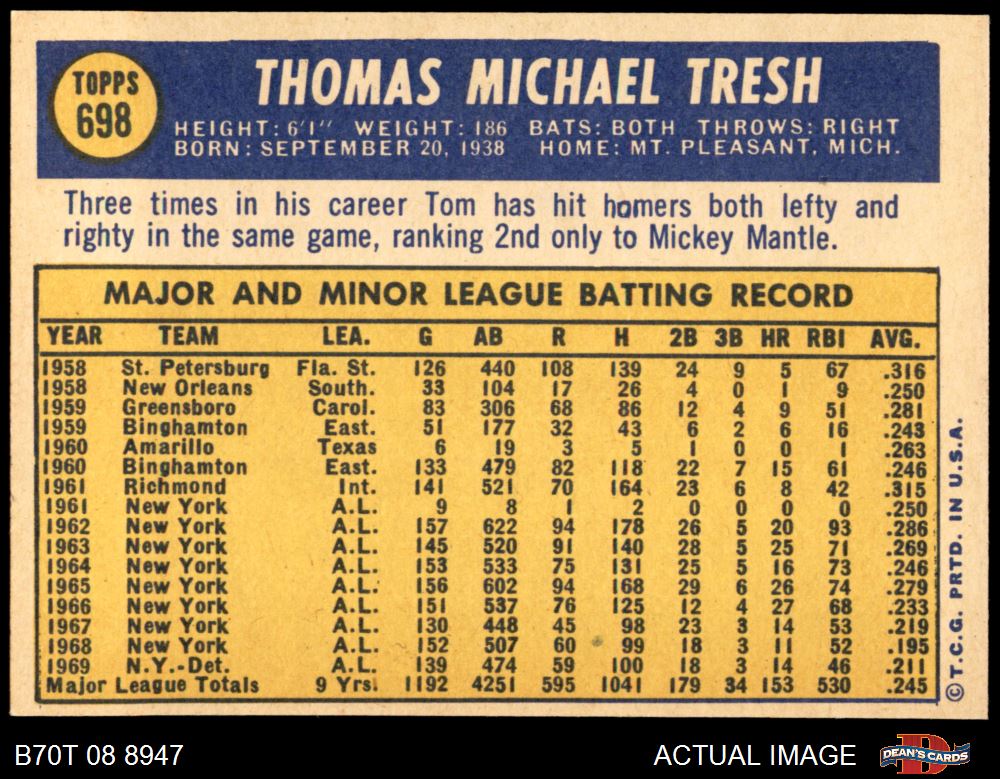 TOPPS
698
THOMAS MICHAEL TRESH
HEIGHT: 6'1" WEIGHT: 186 BATS: BOTH THROWS: RIGHT
BORN: SEPTEMBER 20, 1938 HOME: MT. PLEASANT, MICH.
Three times in his career Tom has hit homers both lefty and
righty in the same game, ranking 2nd only to Mickey Mantle.
MAJOR AND MINOR LEAGUE BATTING RECORD
YEAR TEAM LEA. G AB R H 2B 3B HR RBI AVG.
1958 St. Petersburg Fla. St. 126 440 108 139 24 9 5 67 .316
1958 New Orleans South. 33 104 17 26 4 0 1 9 .250
1959 Greensboro Carol. 83 306 68 86 12 4 9 51 .281
1959 Binghamton East. 51 177 32 43 6 2 6 16 .243
1960 Amarillo Texas 6 19 3 5 1 0 0 1 .263
1960 Binghamton East. 133 479 82 118 22 7 15 61 .246
1961 Richmond Int. 141 521 70 164 23 6 8 42 .315
1961 New York A.L. 9 8 1 2 0 0 0 0 .250
1962 New York A.L. 157 622 94 178 26 5 20 93 .286
1963 New York A.L. 145 520 91 140 28 5 25 71 .269
1964 New York A.L. 153 533 75 131 25 5 16 73 .246
1965 New York A.L. 156 602 94 168 29 6 26 74 .279
1966 New York A.L. 151 537 76 125 12 4 27 68 .233
1967 New York A.L. 130 448 45 98 23 3 14 53 .219
1968 New York A.L. 152 507 60 99 18 3 11 52 .195
1969 N.Y.-Det. A.L. 139 474 59 100 18 3 14 46 .211
Major League Totals 9 Yrs. 1192 4251 595 1041 179 34 153 530 .245
© T.C.G. PRTD. IN U.S.A.
B70T 08 8947
ACTUAL IMAGE
DEAN'S CARDS